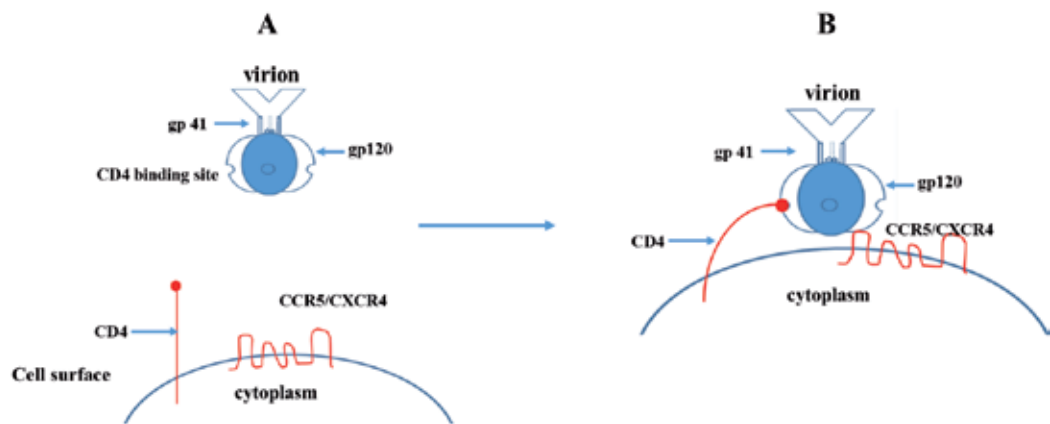 A
virion
gp 41
gp120
CD4 binding site
CCR5/CXCR4
CD4
Cell surface
cytoplasm
B
virion
gp 41
gp120
CCR5/CXCR4
CD4
cytoplasm